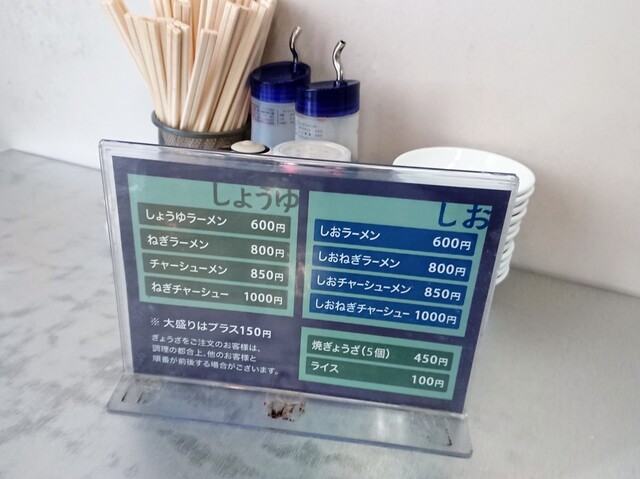 しょうゆ
しょうゆラーメン 600円
ねぎラーメン 800円
チャーシューメン 850円
ねぎチャーシュー 1000円
※ 大盛りはプラス150円
ぎょうざをご注文のお客様は、
調理の都合上、他のお客様と
順番が前後する場合がございます。
しお
しおラーメン 600円
しおねぎラーメン 800円
しおチャーシューメン 850円
しおねぎチャーシュー 1000円
焼ぎょうざ(5個) 450円
ライス 100円